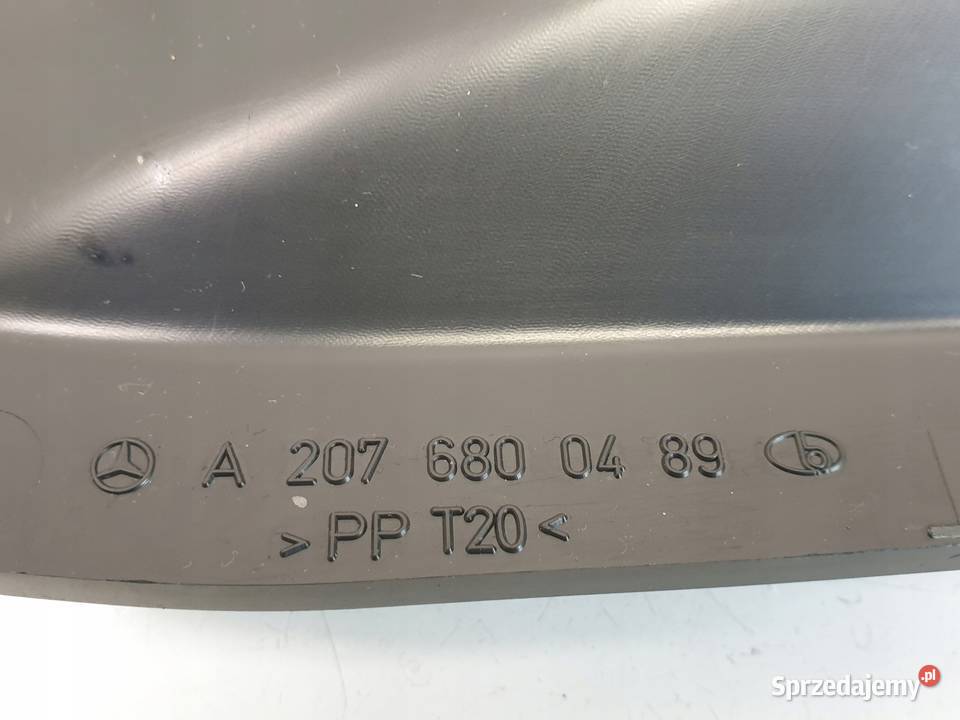 A 207 680 04 89
>PP T20<
Sprzedajemy.pl